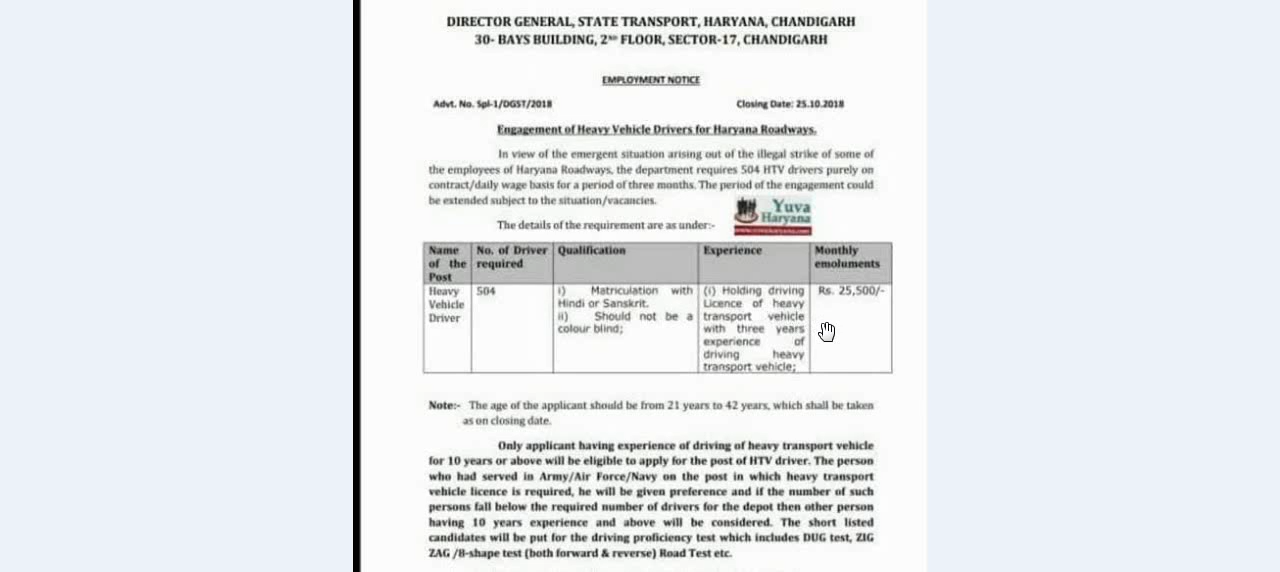 DIRECTOR GENERAL, STATE TRANSPORT, HARYANA, CHANDIGARH
30- BAYS BUILDING, 2ND FLOOR, SECTOR-17, CHANDIGARH
EMPLOYMENT NOTICE
Advt. No. Spl-1/DGST/2018 Closing Date: 25.10.2018
Engagement of Heavy Vehicle Drivers for Haryana Roadways.
In view of the emergent situation arising out of the illegal strike of some of
the employees of Haryana Roadways, the department requires 504 HTV drivers purely on
contract/daily wage basis for a period of three months. The period of the engagement could
be extended subject to the situation/vacancies.
Yuva
Haryana
The details of the requirement are as under:-
Name of the Post | No. of Driver required | Qualification | Experience | Monthly emoluments
Heavy Vehicle Driver | 504 | i) Matriculation with Hindi or Sanskrit. ii) Should not be a colour blind; | (i) Holding driving Licence of heavy transport vehicle with three years experience of driving heavy transport vehicle; | Rs. 25,500/-
Note:- The age of the applicant should be from 21 years to 42 years, which shall be taken
as on closing date.
Only applicant having experience of driving of heavy transport vehicle
for 10 years or above will be eligible to apply for the post of HTV driver. The person
who had served in Army/Air Force/Navy on the post in which heavy transport
vehicle licence is required, he will be given preference and if the number of such
persons fall below the required number of drivers for the depot then other person
having 10 years experience and above will be considered. The short listed
candidates will be put for the driving proficiency test which includes DUG test, ZIG
ZAG /8-shape test (both forward & reverse) Road Test etc.